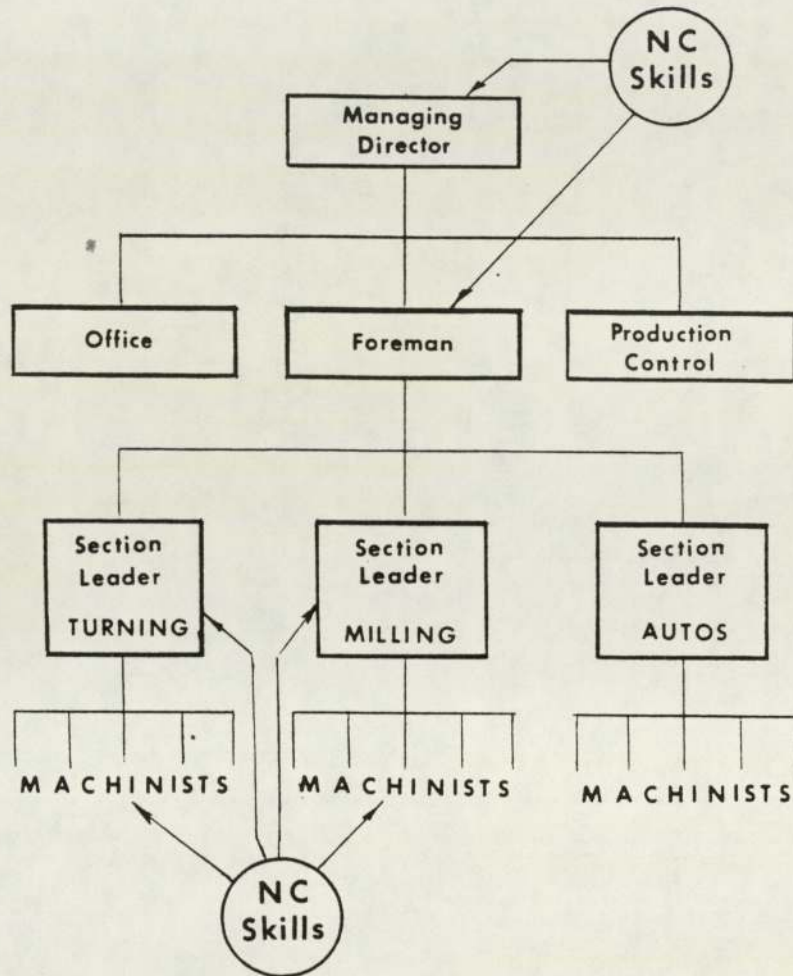 NC
Skills
Managing
Director
Office
Foreman
Production
Control
Section
Leader
TURNING
Section
Leader
MILLING
Section
Leader
AUTOS
MACHINISTS
MACHINISTS
MACHINISTS
NC
Skills